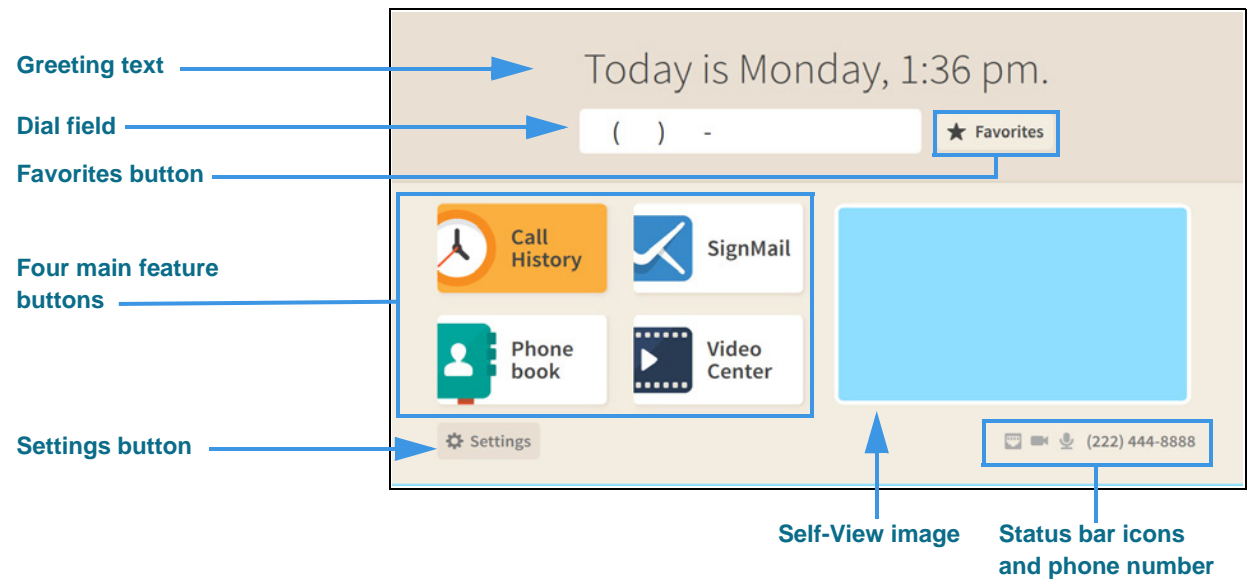 Greeting text
Today is Monday, 1:36 pm.
Dial field
( ) -
Favorites
Favorites button
Four main feature
buttons
Call
History
SignMail
Phone
book
Video
Center
Settings button
Settings
(222) 444-8888
Self-View image
Status bar icons
and phone number